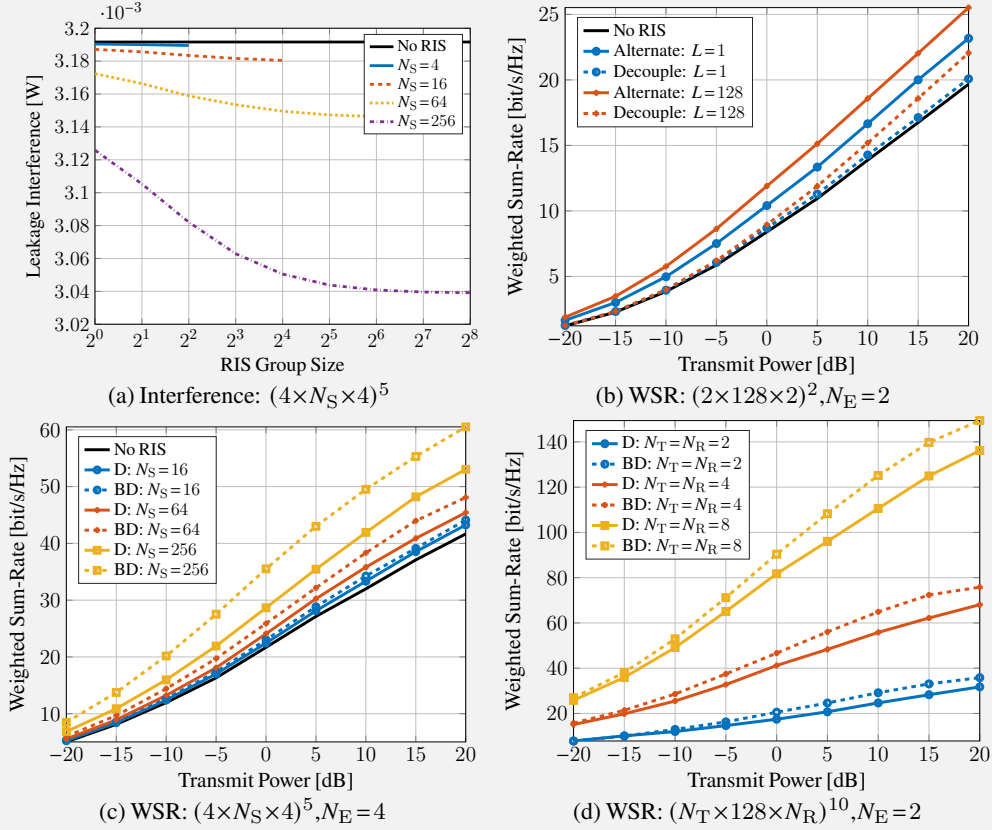 ·10⁻³
3.2
3.18
3.16
3.14
3.12
3.1
3.08
3.06
3.04
3.02
Leakage Interference [W]
No RIS
N_S=4
N_S=16
N_S=64
N_S=256
2⁰ 2¹ 2² 2³ 2⁴ 2⁵ 2⁶ 2⁷ 2⁸
RIS Group Size
(a) Interference: (4×N_S×4)⁵
25
20
15
10
5
Weighted Sum-Rate [bit/s/Hz]
No RIS
Alternate: L=1
Decouple: L=1
Alternate: L=128
Decouple: L=128
−20 −15 −10 −5 0 5 10 15 20
Transmit Power [dB]
(b) WSR: (2×128×2)²,N_E=2
60
50
40
30
20
10
Weighted Sum-Rate [bit/s/Hz]
No RIS
D: N_S=16
BD: N_S=16
D: N_S=64
BD: N_S=64
D: N_S=256
BD: N_S=256
−20 −15 −10 −5 0 5 10 15 20
Transmit Power [dB]
(c) WSR: (4×N_S×4)⁵,N_E=4
140
120
100
80
60
40
20
Weighted Sum-Rate [bit/s/Hz]
D: N_T=N_R=2
BD: N_T=N_R=2
D: N_T=N_R=4
BD: N_T=N_R=4
D: N_T=N_R=8
BD: N_T=N_R=8
−20 −15 −10 −5 0 5 10 15 20
Transmit Power [dB]
(d) WSR: (N_T×128×N_R)¹⁰,N_E=2